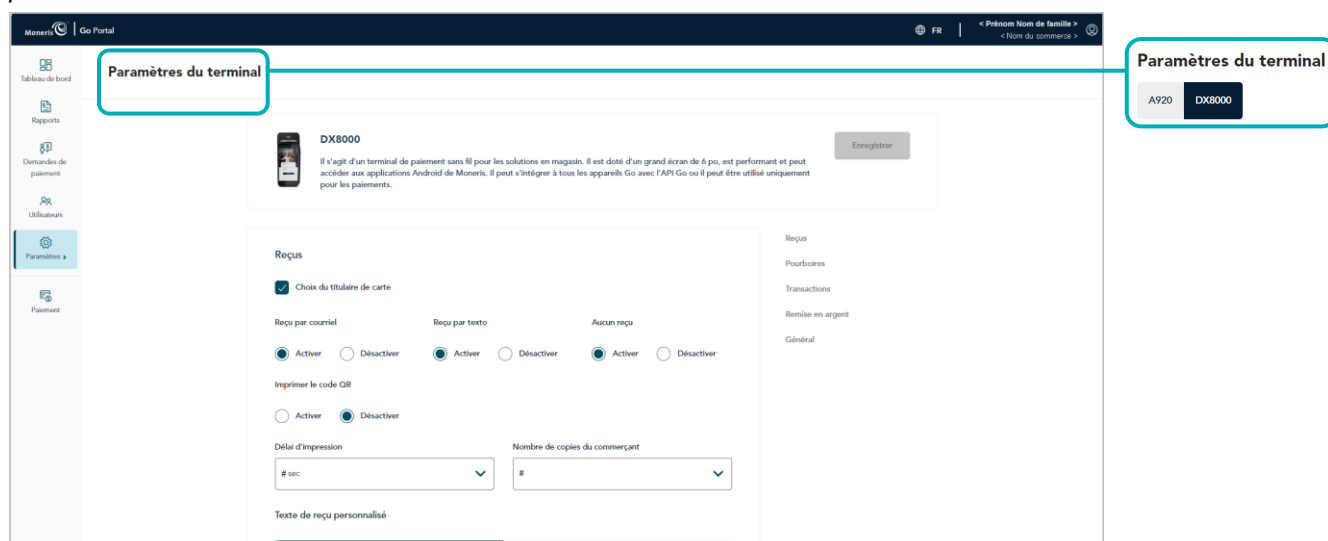 Moneris Go Portal
FR
< Prénom Nom de famille >
< Nom du commerce >
Tableau de bord
Rapports
Demandes de
paiement
Utilisateurs
Paramètres
Paiement
Paramètres du terminal
Paramètres du terminal
A920 DX8000
DX8000
Il s'agit d'un terminal de paiement sans fil pour les solutions en magasin. Il est doté d'un grand écran de 6 po, est performant et peut
accéder aux applications Android de Moneris. Il peut s'intégrer à tous les appareils Go avec l'API Go ou il peut être utilisé uniquement
pour les paiements.
Enregistrer
Reçus
Choix du titulaire de carte
Reçu par courriel Reçu par texto Aucun reçu
Activer Désactiver Activer Désactiver Activer Désactiver
Imprimer le code QR
Activer Désactiver
Délai d'impression Nombre de copies du commerçant
# sec #
Texte de reçu personnalisé
Reçus
Pourboires
Transactions
Remise en argent
Général